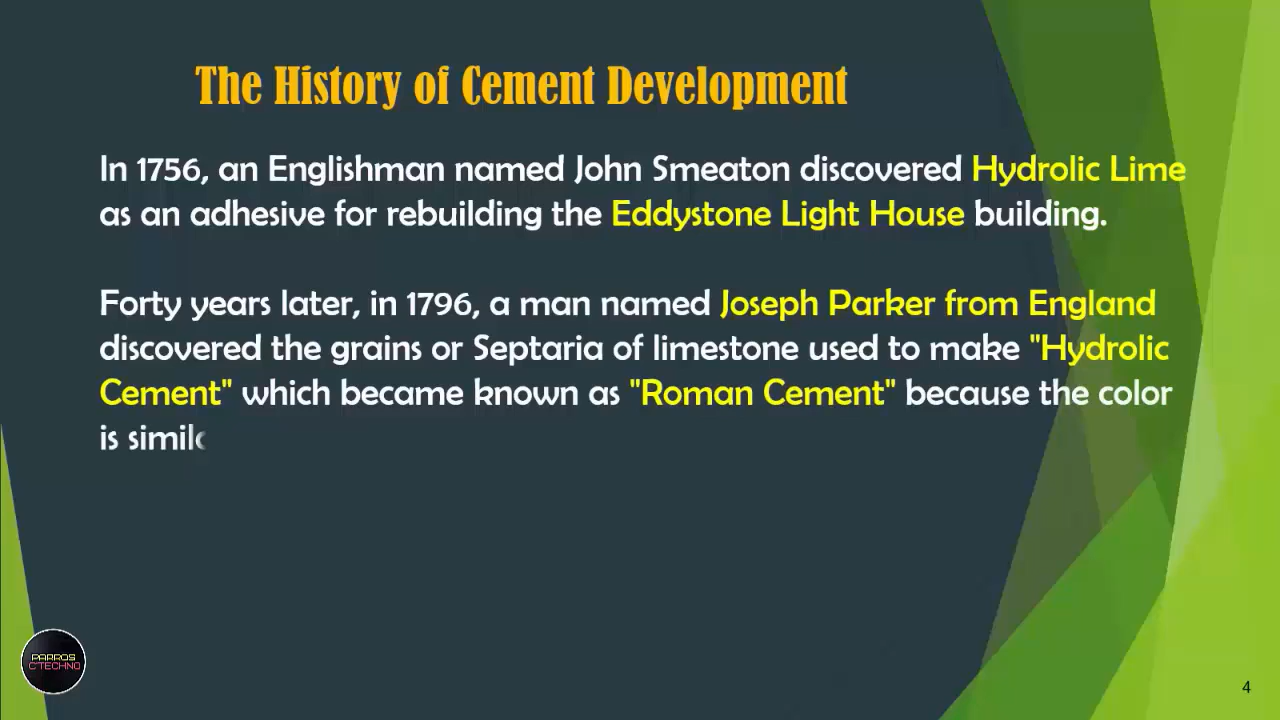 The History of Cement Development
In 1756, an Englishman named John Smeaton discovered Hydrolic Lime
as an adhesive for rebuilding the Eddystone Light House building.
Forty years later, in 1796, a man named Joseph Parker from England
discovered the grains or Septaria of limestone used to make "Hydrolic
Cement" which became known as "Roman Cement" because the color
is simil
PARROS
C'TECHNO
4